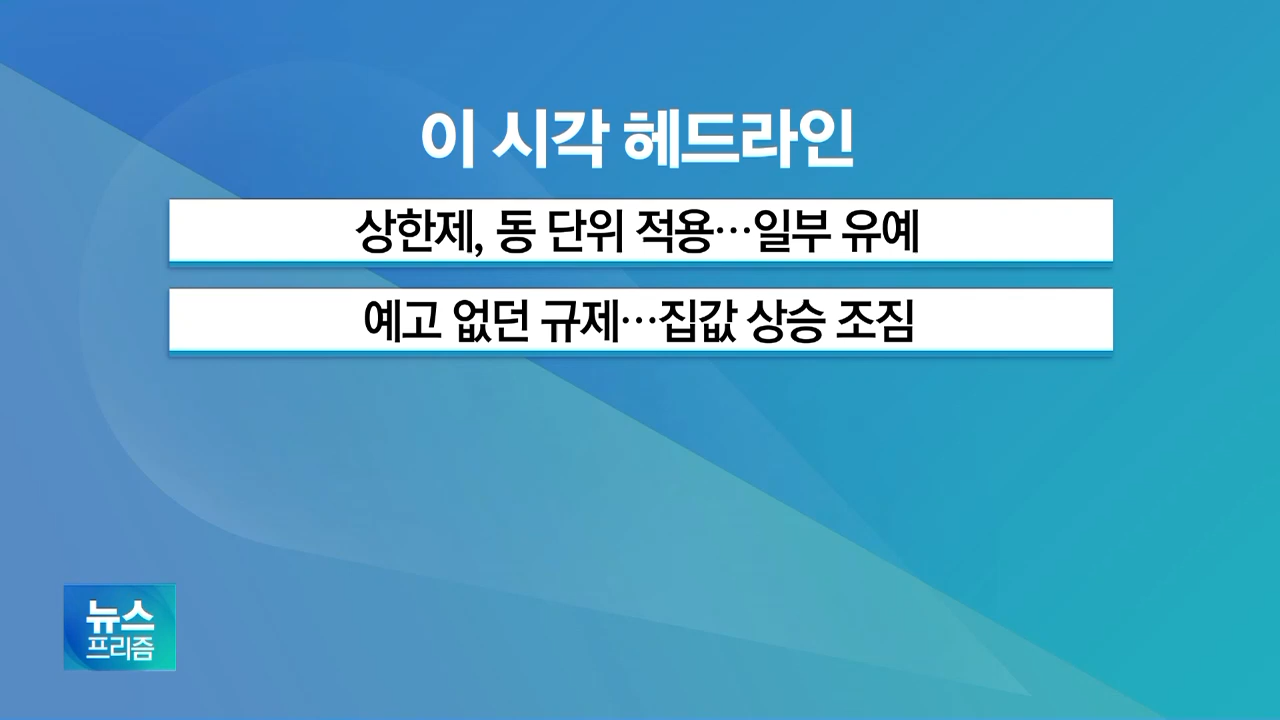 이 시각 헤드라인
상한제, 동 단위 적용…일부 유예
예고 없던 규제…집값 상승 조짐
뉴스
프리즘